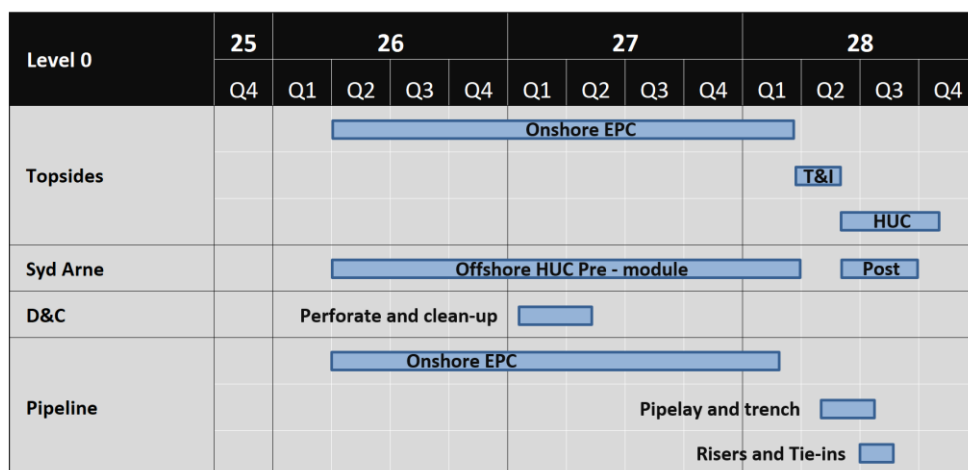 Level 0
25 26 27 28
Q4 Q1 Q2 Q3 Q4 Q1 Q2 Q3 Q4 Q1 Q2 Q3 Q4
Topsides
Onshore EPC
T&I
HUC
Syd Arne
Offshore HUC Pre - module
Post
D&C
Perforate and clean-up
Pipeline
Onshore EPC
Pipelay and trench
Risers and Tie-ins